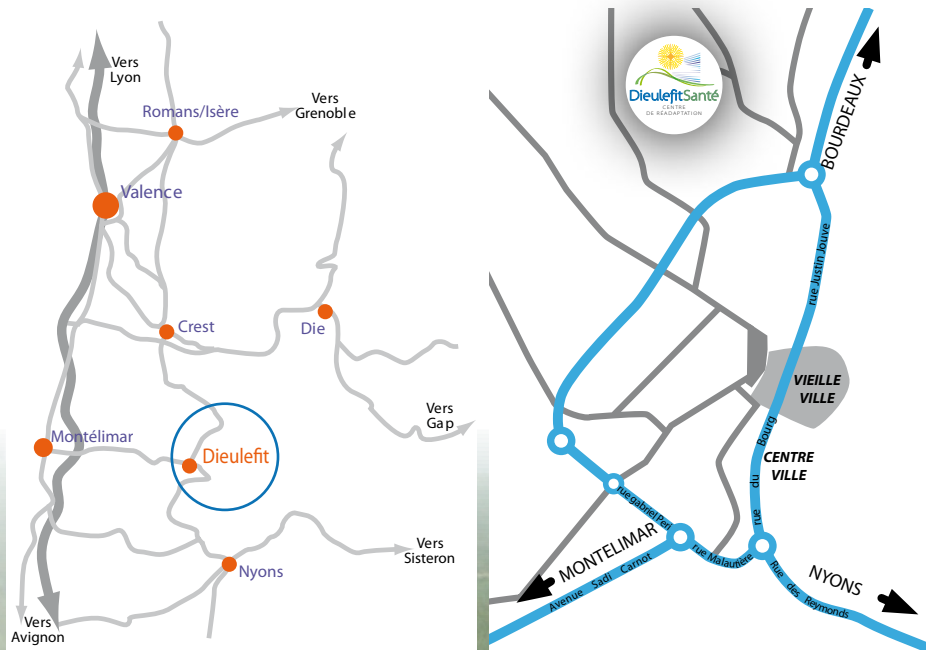 Vers
Lyon
Romans/Isère
Vers
Grenoble
Valence
Crest
Die
Vers
Gap
Montélimar
Dieulefit
Vers
Sisteron
Nyons
Vers
Avignon
DieulefitSanté
CENTRE
DE RÉADAPTATION
BOURDEAUX
rue Justin Jouve
VIEILLE
VILLE
CENTRE
VILLE
rue du Bourg
rue gabriel Peri
MONTELIMAR
rue Malautière
Avenue Sadi Carnot
NYONS
Rue des Reymonds